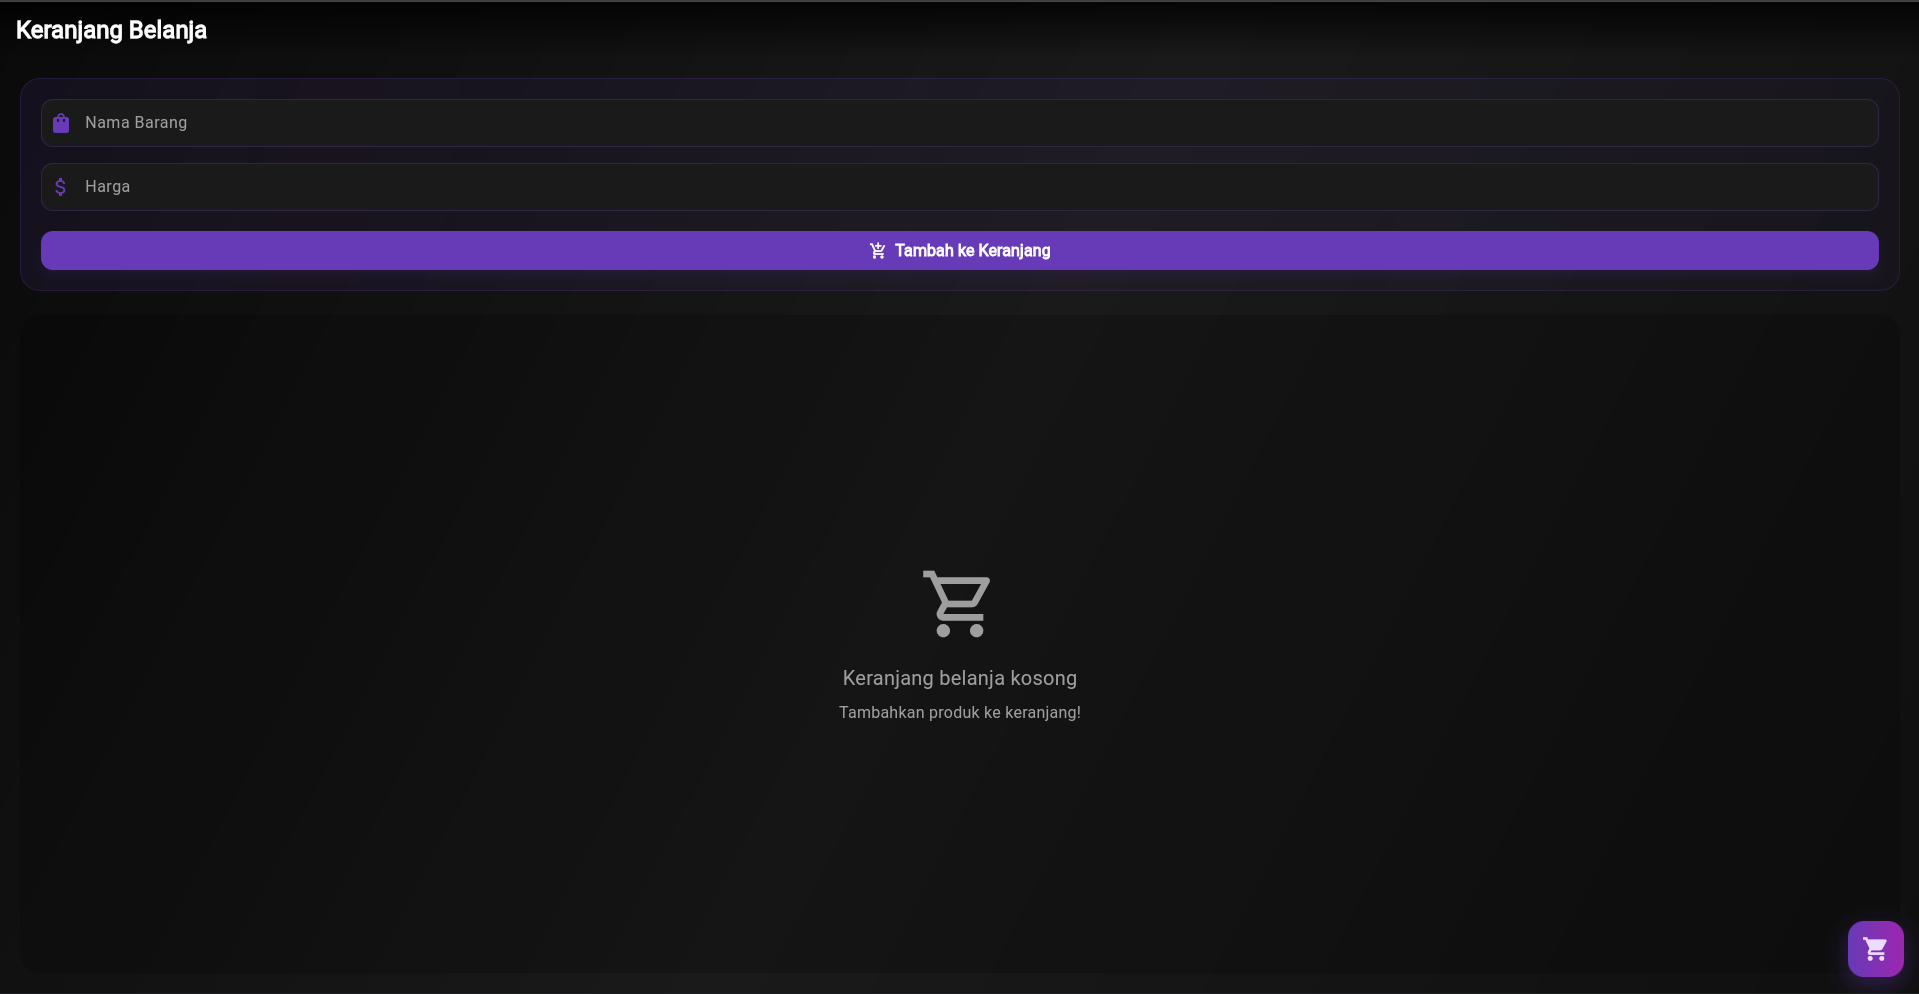 Keranjang Belanja
Nama Barang
Harga
Tambah ke Keranjang
Keranjang belanja kosong
Tambahkan produk ke keranjang!